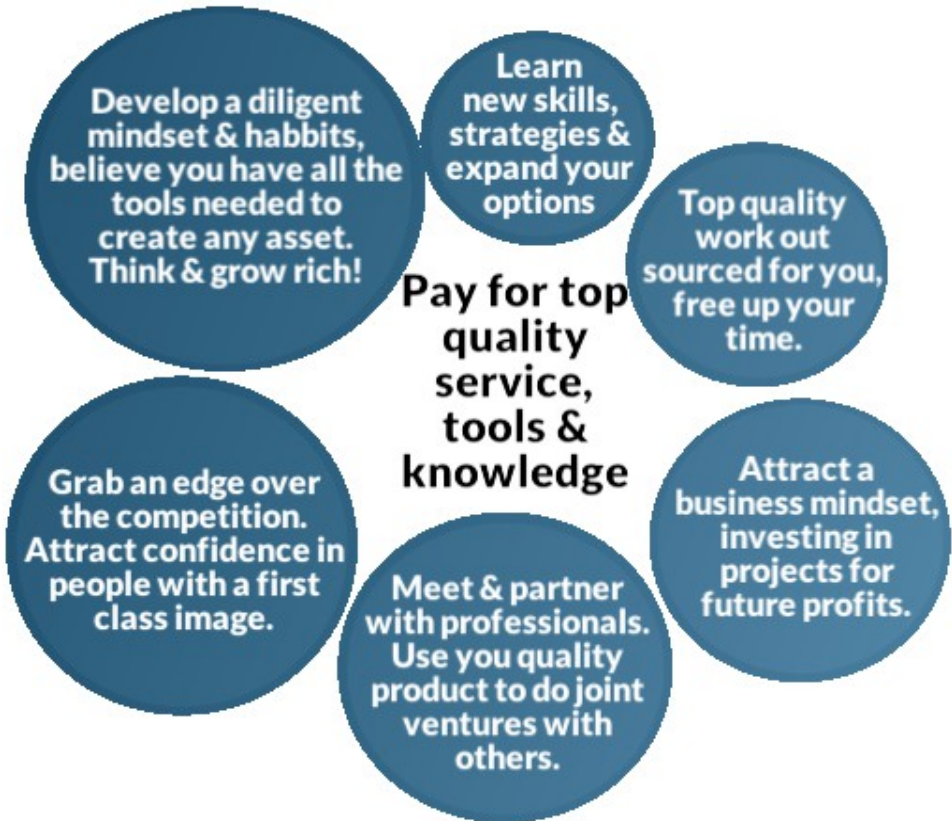 Develop a diligent
mindset & habbits,
believe you have all the
tools needed to
create any asset.
Think & grow rich!
Learn
new skills,
strategies &
expand your
options
Top quality
work out
sourced for you,
free up your
time.
Pay for top
quality
service,
tools &
knowledge
Attract a
business mindset,
investing in
projects for
future profits.
Meet & partner
with professionals.
Use you quality
product to do joint
ventures with
others.
Grab an edge over
the competition.
Attract confidence in
people with a first
class image.